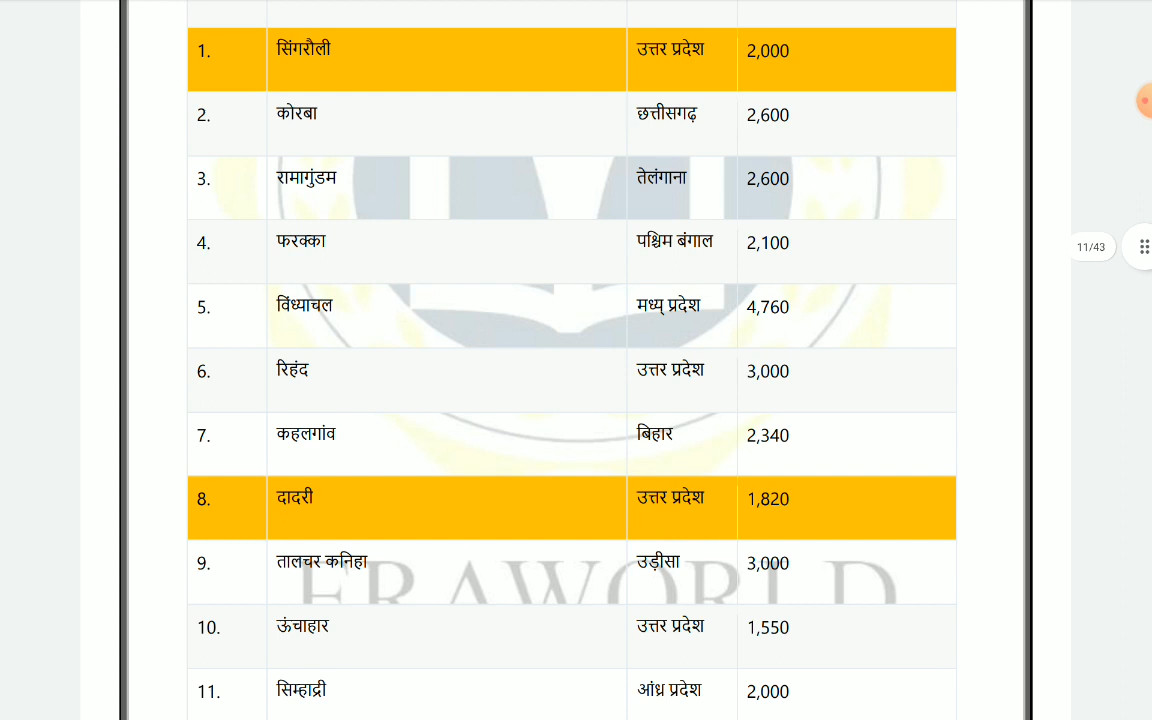 1. सिंगरौली उत्तर प्रदेश 2,000
2. कोरबा छत्तीसगढ़ 2,600
3. रामागुंडम तेलंगाना 2,600
4. फरक्का पश्चिम बंगाल 2,100
11/43
5. विंध्याचल मध्य् प्रदेश 4,760
6. रिहंद उत्तर प्रदेश 3,000
7. कहलगांव बिहार 2,340
8. दादरी उत्तर प्रदेश 1,820
9. तालचर कनिहा उड़ीसा 3,000
ERAWORLD
10. ऊंचाहार उत्तर प्रदेश 1,550
11. सिम्हाद्री आंध्र प्रदेश 2,000